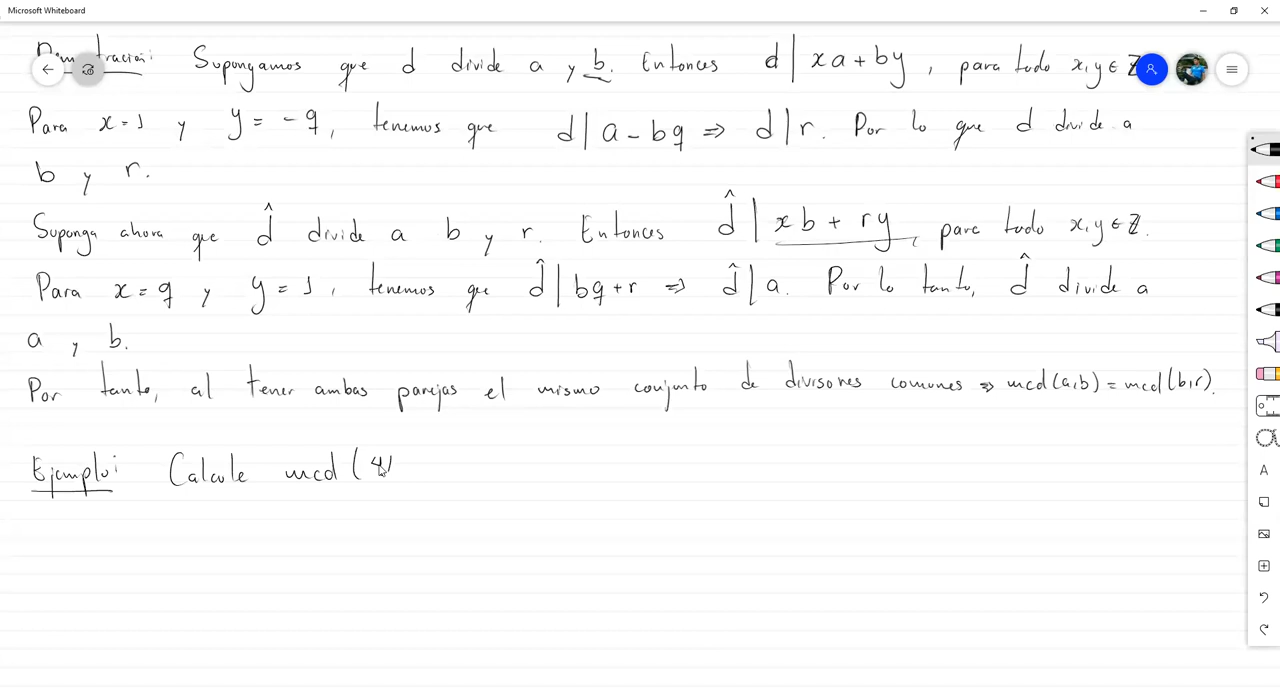 Microsoft Whiteboard
Supongamos que d divide a y b. Entonces d | xa + by , para todo x, y ∈ Z
Para x = 1 y y = - q, tenemos que d | a - bq ⇒ d | r. Por lo que d divide a
b y r.
Suponga ahora que d̂ divide a b y r. Entonces d̂ | xb + ry , para todo x, y ∈ Z.
Para x = q y y = 1, tenemos que d̂ | bq + r ⇒ d̂ | a. Por lo tanto, d̂ divide a
a y b.
Por tanto, al tener ambas parejas el mismo conjunto de divisores comunes ⇒ mcd(a,b) = mcd(b,r).
Ejemplo: Calcule mcd (
A